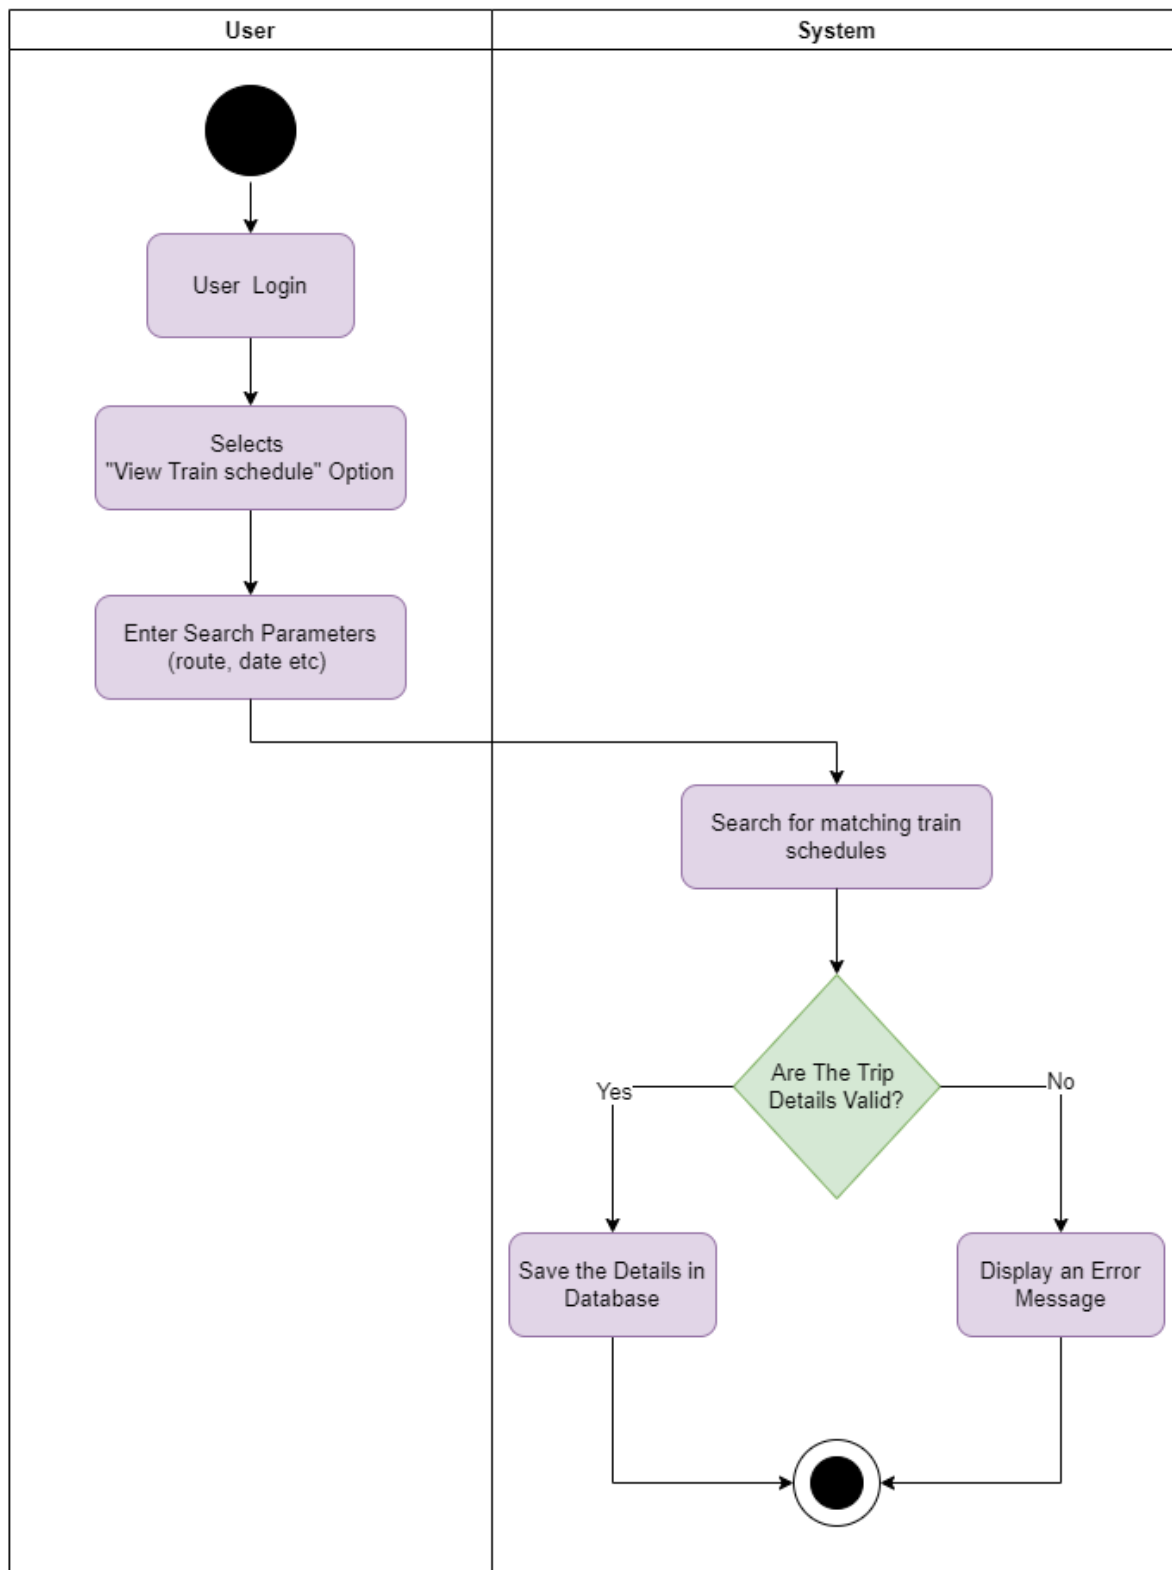 User
System
User  Login
Selects
"View Train schedule" Option
Enter Search Parameters
(route, date etc)
Search for matching train
schedules
Are The Trip
Details Valid?
Yes
No
Save the Details in
Database
Display an Error
Message